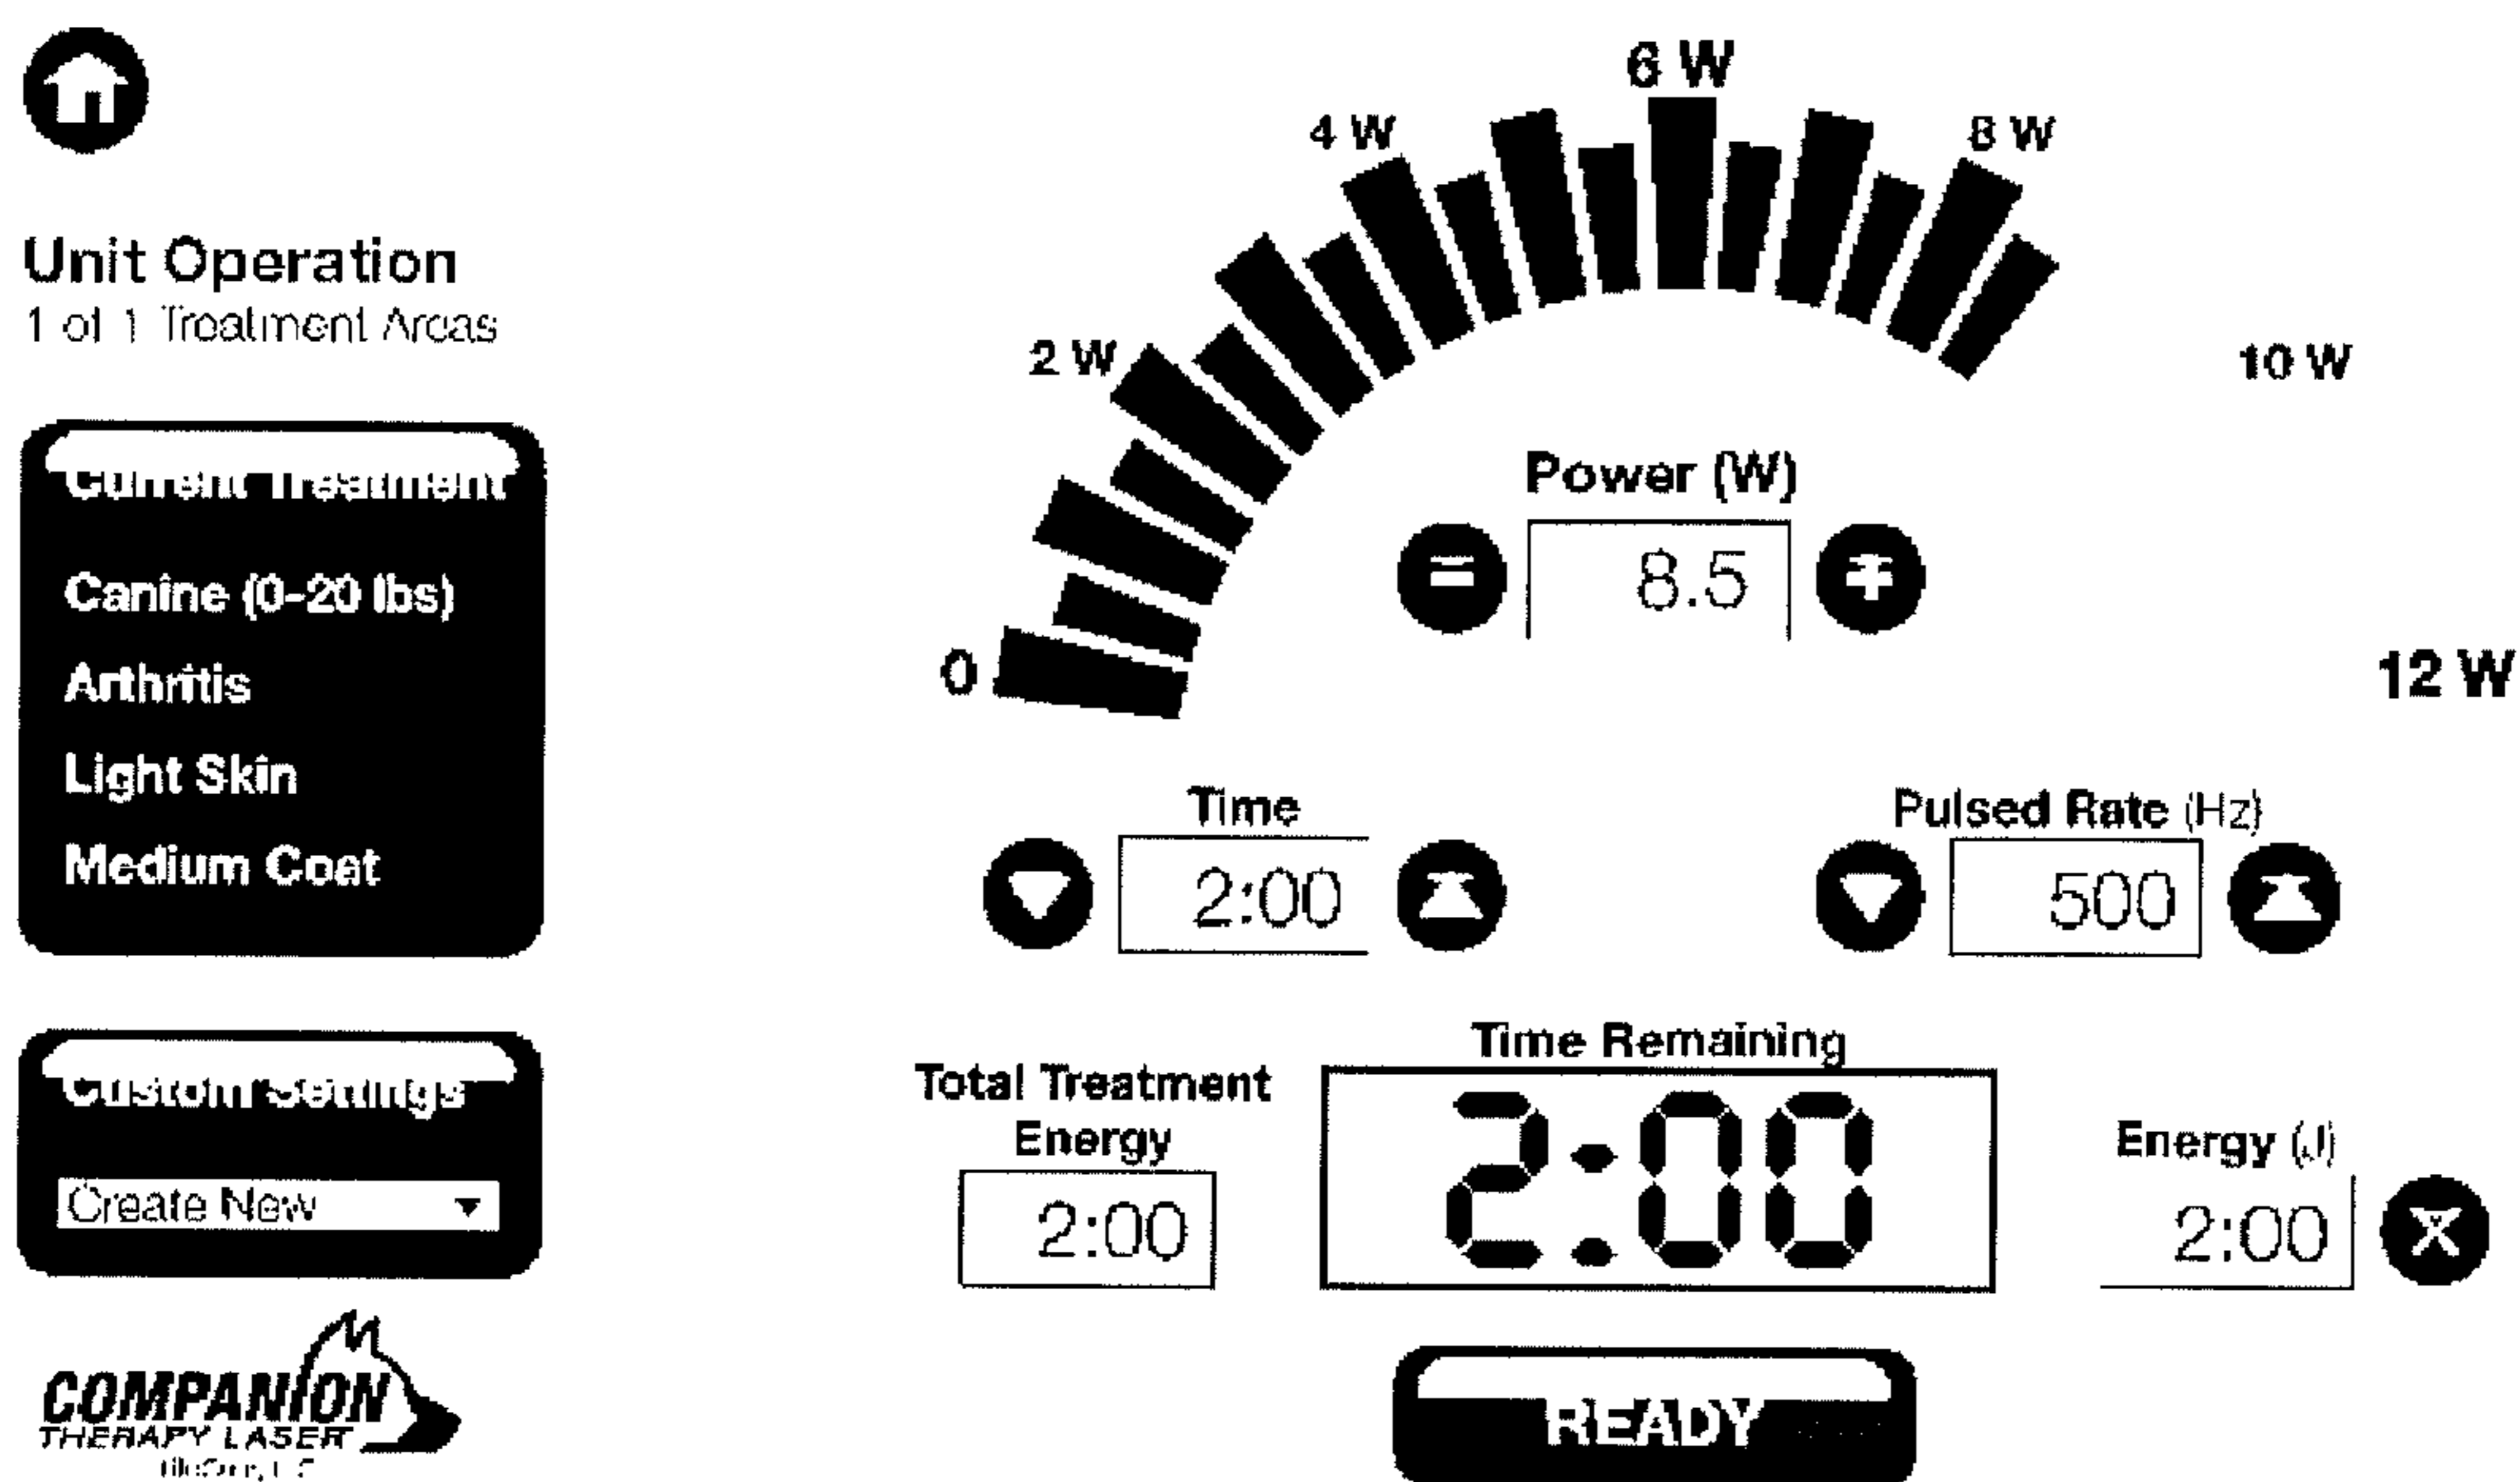 Unit Operation
1 of 1 Treatment Areas
Current Treatment
Canine (0-20 lbs)
Arthritis
Light Skin
Medium Coat
Custom Settings
Create New
COMPANION
THERAPY LASER
0
2 W
4 W
6 W
8 W
10 W
12 W
Power (W)
8.5
Time
2:00
Pulsed Rate (Hz)
500
Total Treatment
Energy
2:00
Time Remaining
2:00
Energy (J)
2:00
READY